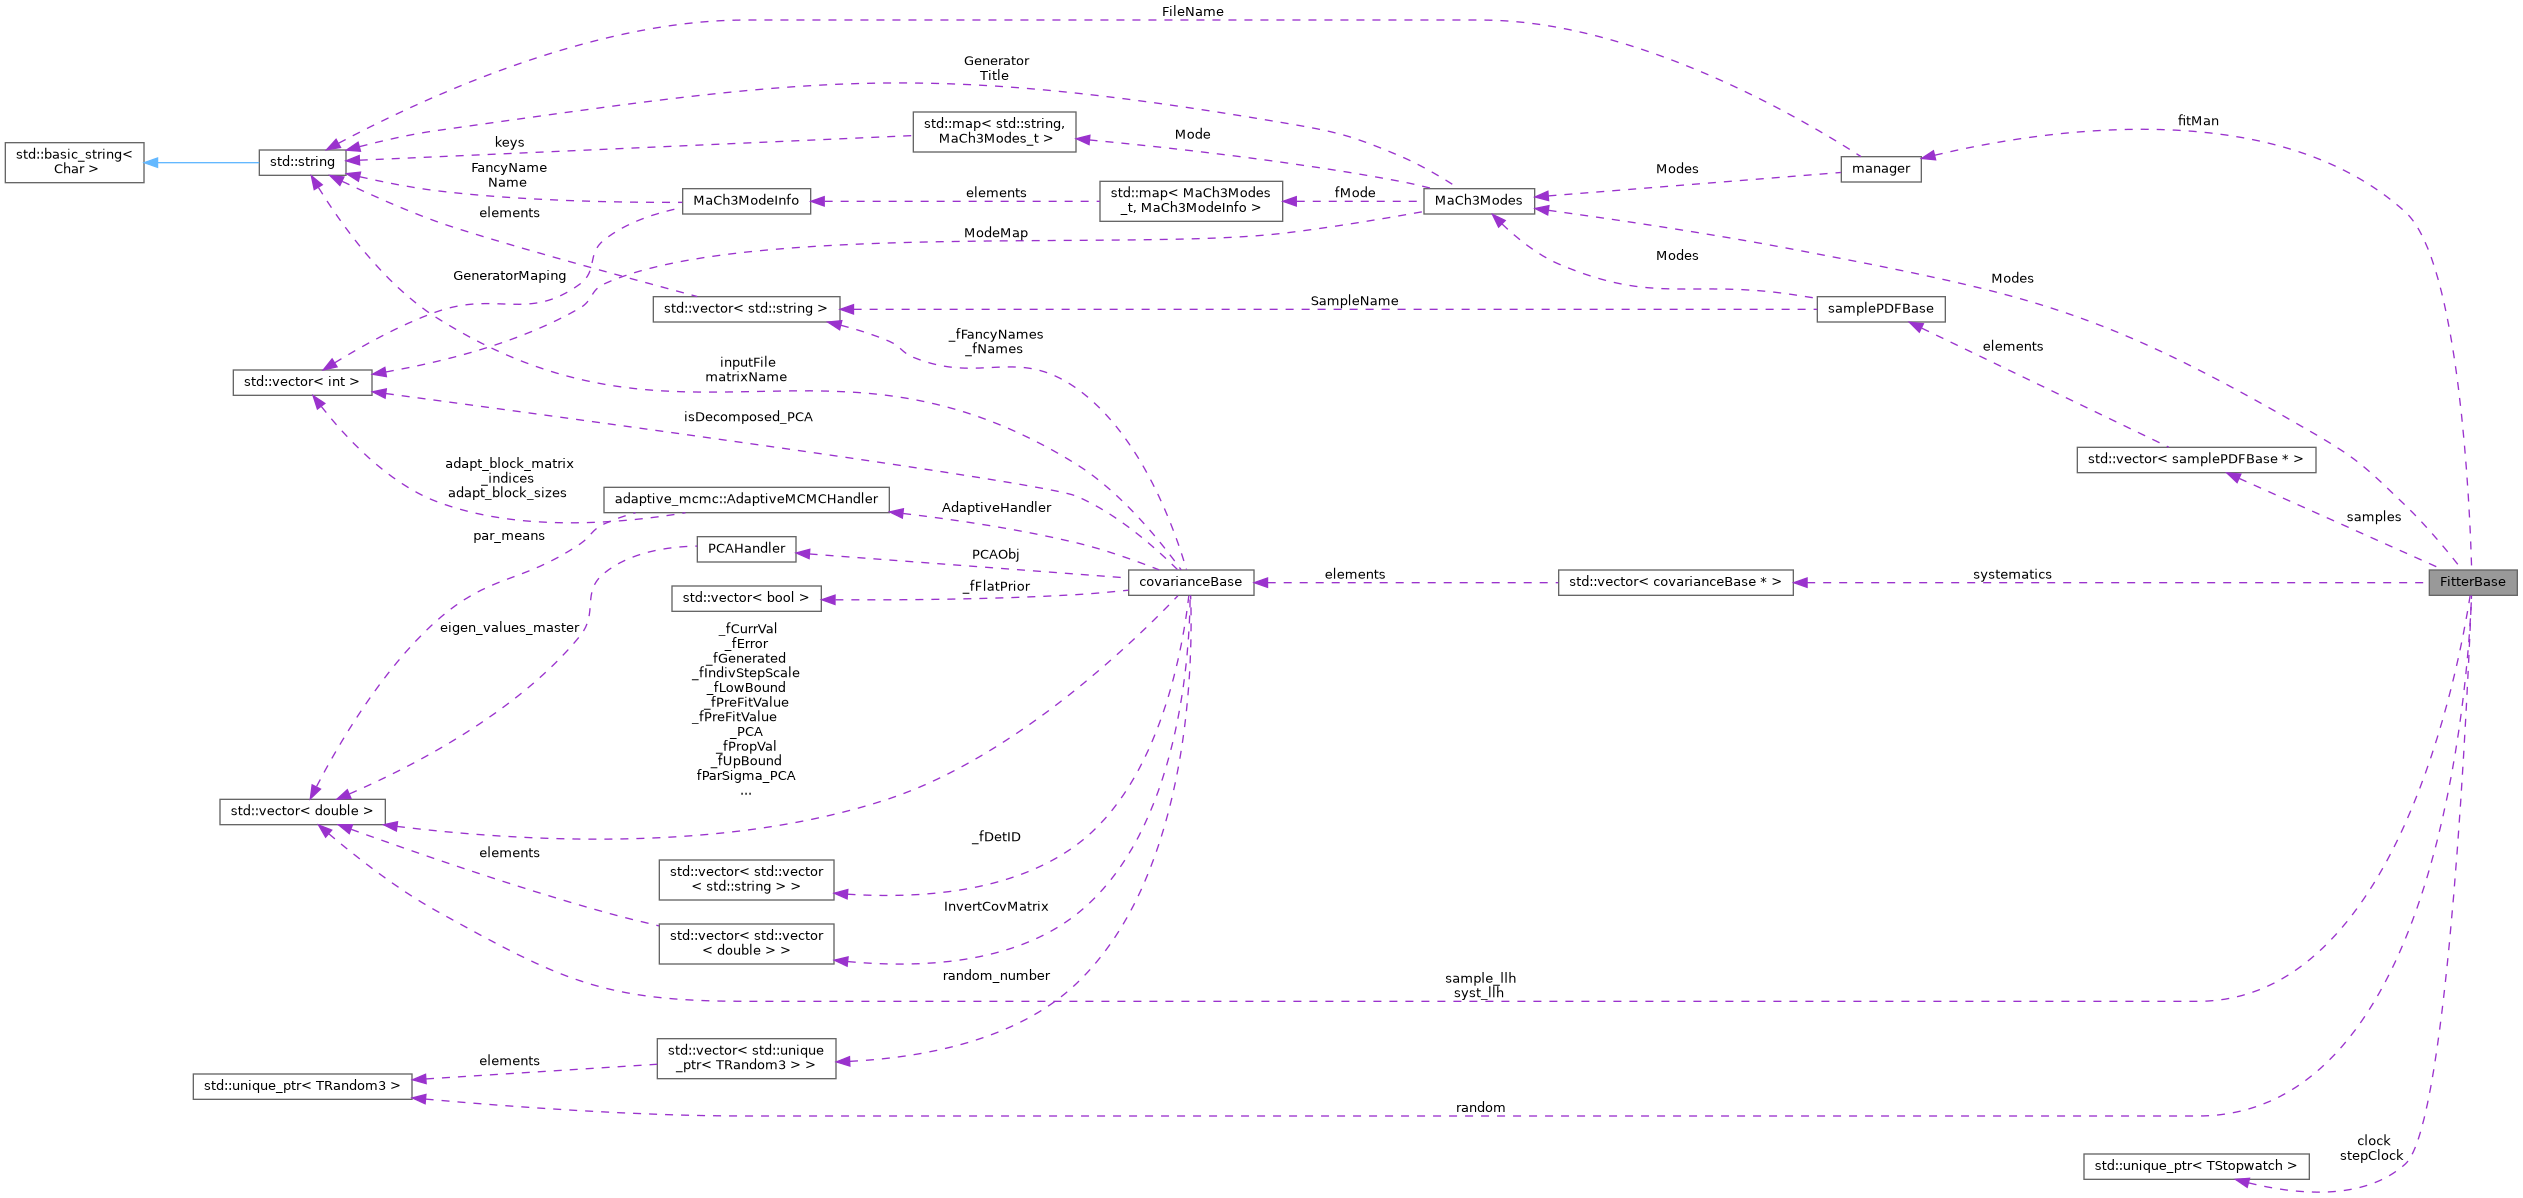 FileName
Generator
Title
std::map< std::string,
MaCh3Modes_t >
Mode
fitMan
keys
std::basic_string<
Char >
std::string
FancyName
Name
Modes
manager
MaCh3ModeInfo
elements
std::map< MaCh3Modes
_t, MaCh3ModeInfo >
fMode
MaCh3Modes
elements
ModeMap
GeneratorMaping
Modes
Modes
std::vector< std::string >
SampleName
samplePDFBase
_fFancyNames
_fNames
elements
inputFile
matrixName
std::vector< int >
isDecomposed_PCA
adapt_block_matrix
_indices
adapt_block_sizes
std::vector< samplePDFBase * >
adaptive_mcmc::AdaptiveMCMCHandler
AdaptiveHandler
samples
par_means
PCAHandler
PCAObj
_fFlatPrior
covarianceBase
elements
std::vector< covarianceBase * >
systematics
FitterBase
std::vector< bool >
eigen_values_master
_fCurrVal
_fError
_fGenerated
_fIndivStepScale
_fLowBound
_fPreFitValue
_fPreFitValue
_PCA
_fPropVal
_fUpBound
fParSigma_PCA
...
std::vector< double >
_fDetID
elements
std::vector< std::vector
< std::string > >
InvertCovMatrix
std::vector< std::vector
< double > >
random_number
sample_llh
syst_llh
std::vector< std::unique
_ptr< TRandom3 > >
elements
std::unique_ptr< TRandom3 >
random
clock
stepClock
std::unique_ptr< TStopwatch >